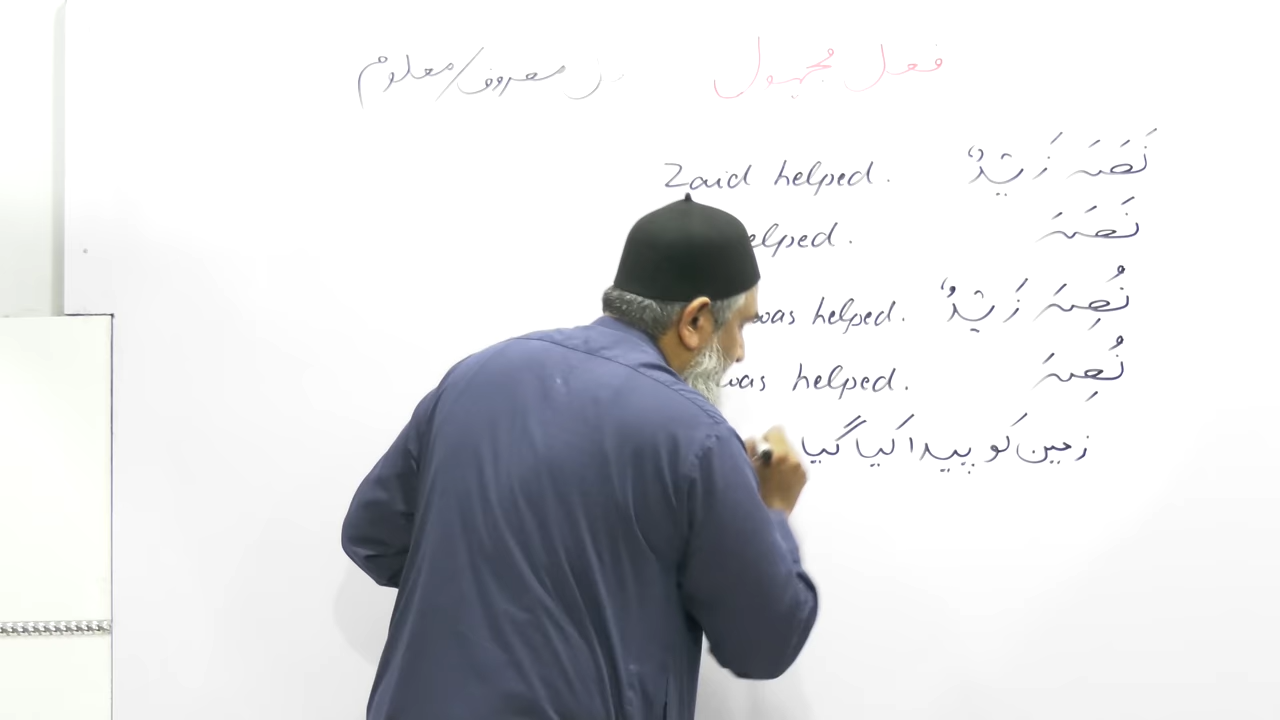 فعل مجہول معروف/معلوم
نَصَرَ زَیْدٌ Zaid helped.
نَصَرَ helped.
نُصِرَ زَیْدٌ was helped.
نُصِرَ was helped.
زمین کو پیدا کیا گیا